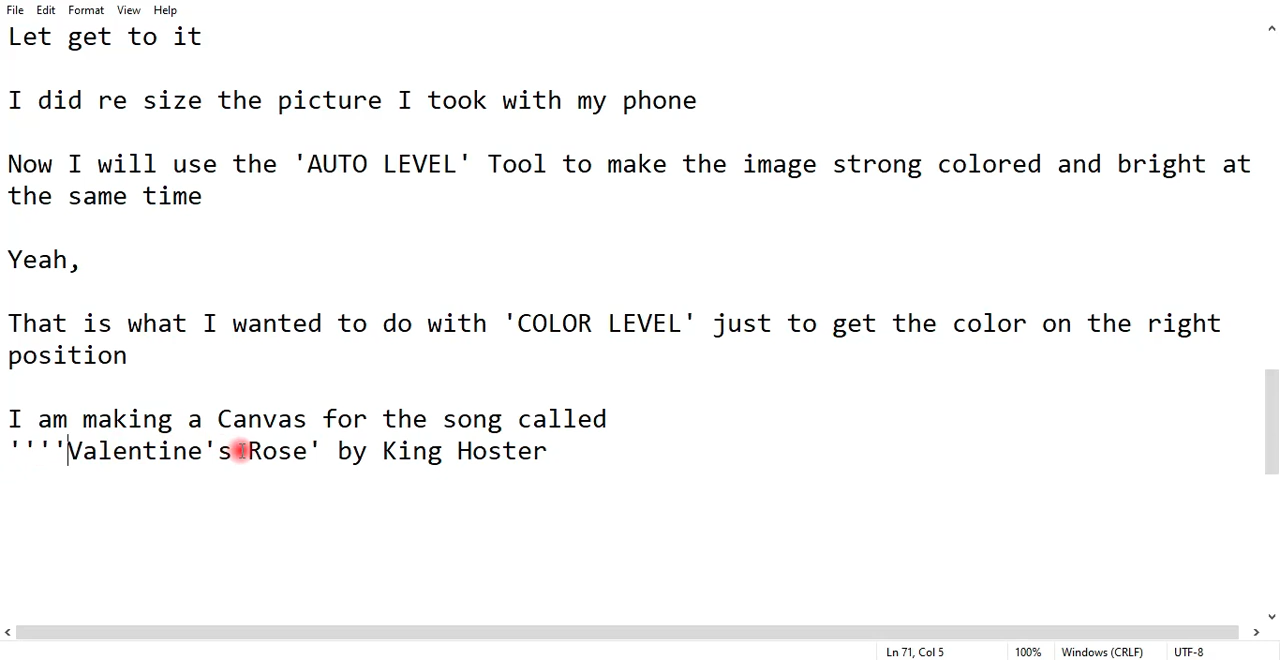 File Edit Format View Help
Let get to it
I did re size the picture I took with my phone
Now I will use the 'AUTO LEVEL' Tool to make the image strong colored and bright at
the same time
Yeah,
That is what I wanted to do with 'COLOR LEVEL' just to get the color on the right
position
I am making a Canvas for the song called
''''Valentine's Rose' by King Hoster
Ln 71, Col 5 100% Windows (CRLF) UTF-8